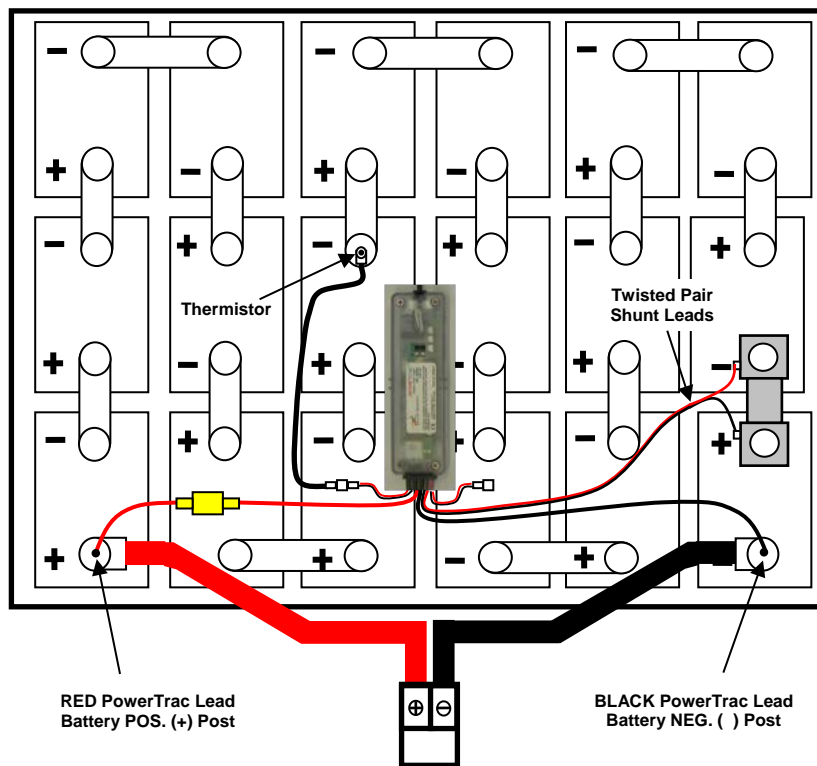 Thermistor
Twisted Pair
Shunt Leads
RED PowerTrac Lead
Battery POS. (+) Post
BLACK PowerTrac Lead
Battery NEG. ( ) Post